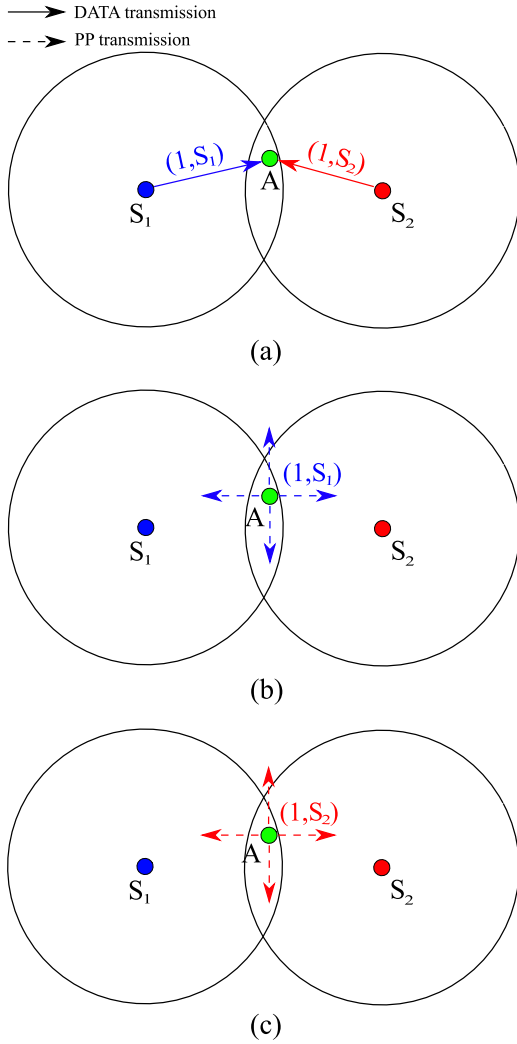 DATA transmission
PP transmission
(1,S₁)
(1,S₂)
A
S₁
S₂
(a)
(1,S₁)
A
S₁
S₂
(b)
(1,S₂)
A
S₁
S₂
(c)